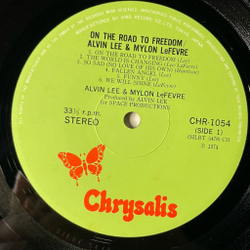 ON THE ROAD TO FREEDOM
ALVIN LEE & MYLON LeFEVRE
1. ON THE ROAD TO FREEDOM (Lee)
2. THE WORLD IS CHANGING (Lee-LeFevre)
3. SO SAD (NO LOVE OF HIS OWN) (Harrison)
4. FALLEN ANGEL
5. FUNNY
6. WE WILL SHINE (LeFevre)
ALVIN LEE & MYLON LeFEVRE
33⅓ r.p.m.
STEREO
Produced by ALVIN LEE
for SPACE PRODUCTIONS
CHR-1054
(SIDE 1)
Chrysalis